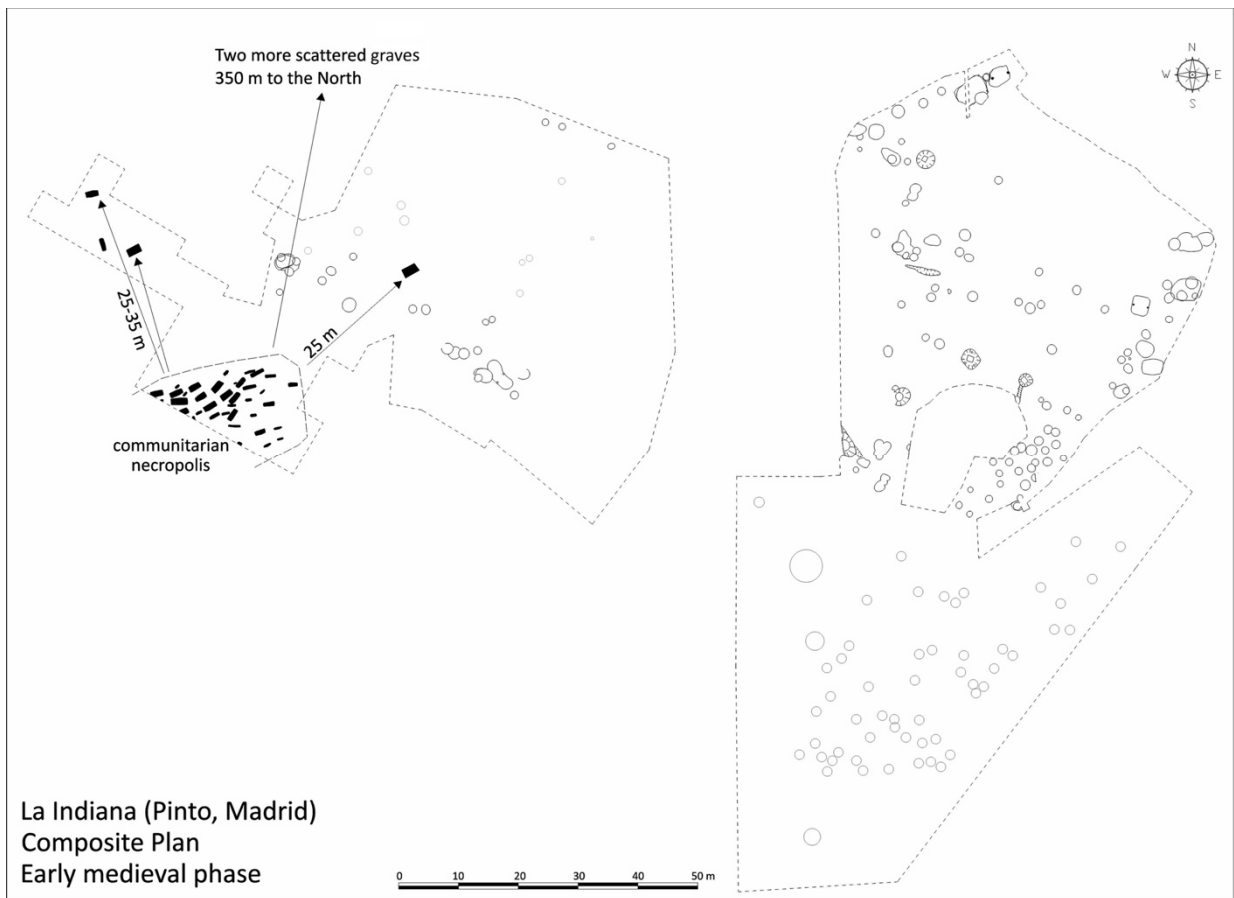 Two more scattered graves
350 m to the North
N
W E
S
25-35 m
25 m
communitarian
necropolis
La Indiana (Pinto, Madrid)
Composite Plan
Early medieval phase
0 10 20 30 40 50 m